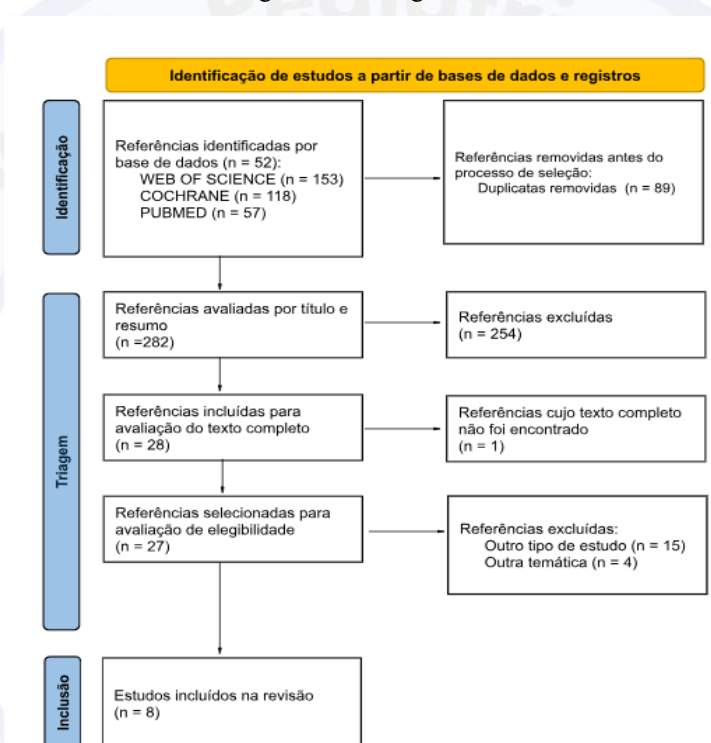 Identificação de estudos a partir de bases de dados e registros
Identificação
Referências identificadas por
base de dados (n = 52):
WEB OF SCIENCE (n = 153)
COCHRANE (n = 118)
PUBMED (n = 57)
Referências removidas antes do
processo de seleção:
Duplicatas removidas (n = 89)
Triagem
Referências avaliadas por título e
resumo
(n =282)
Referências excluídas
(n = 254)
Referências incluídas para
avaliação do texto completo
(n = 28)
Referências cujo texto completo
não foi encontrado
(n = 1)
Referências selecionadas para
avaliação de elegibilidade
(n = 27)
Referências excluídas:
Outro tipo de estudo (n = 15)
Outra temática (n = 4)
Inclusão
Estudos incluídos na revisão
(n = 8)